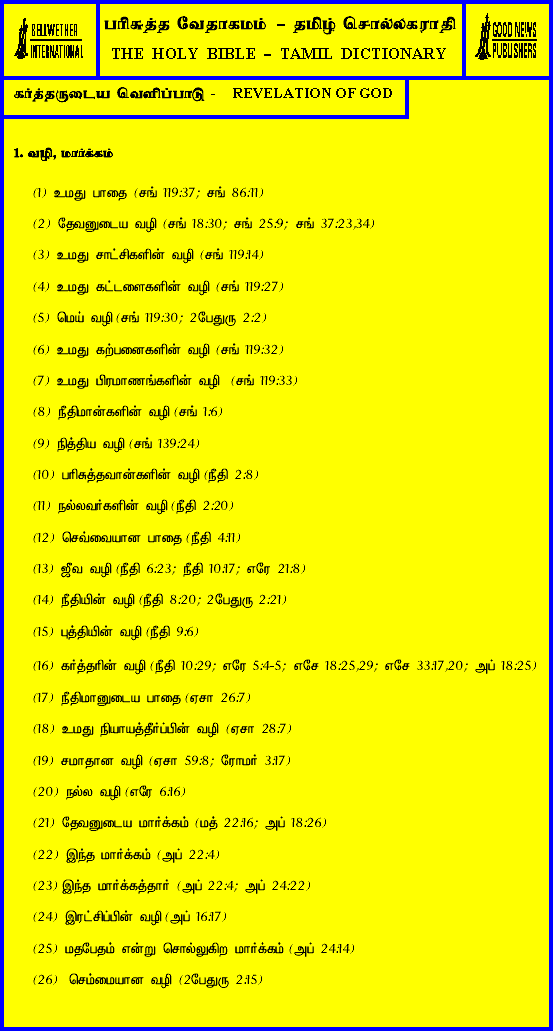 BELLWETHER
INTERNATIONAL
பரிசுத்த வேதாகமம் - தமிழ் சொல்லகராதி
THE HOLY BIBLE - TAMIL DICTIONARY
GOOD NEWS
PUBLISHERS
கர்த்தருடைய வெளிப்பாடு - REVELATION OF GOD
1. வழி, மார்க்கம்
(1) உமது பாதை (சங் 119:37; சங் 86:11)
(2) தேவனுடைய வழி (சங் 18:30; சங் 25:9; சங் 37:23,34)
(3) உமது சாட்சிகளின் வழி (சங் 119:14)
(4) உமது கட்டளைகளின் வழி (சங் 119:27)
(5) மெய் வழி (சங் 119:30; 2பேதுரு 2:2)
(6) உமது கற்பனைகளின் வழி (சங் 119:32)
(7) உமது பிரமாணங்களின் வழி (சங் 119:33)
(8) நீதிமான்களின் வழி (சங் 1:6)
(9) நித்திய வழி (சங் 139:24)
(10) பரிசுத்தவான்களின் வழி (நீதி 2:8)
(11) நல்லவர்களின் வழி (நீதி 2:20)
(12) செவ்வையான பாதை (நீதி 4:11)
(13) ஜீவ வழி (நீதி 6:23; நீதி 10:17; எரே 21:8)
(14) நீதியின் வழி (நீதி 8:20; 2பேதுரு 2:21)
(15) புத்தியின் வழி (நீதி 9:6)
(16) கர்த்தரின் வழி (நீதி 10:29; எரே 5:4-5; எசே 18:25,29; எசே 33:17,20; அப் 18:25)
(17) நீதிமானுடைய பாதை (ஏசா 26:7)
(18) உமது நியாயத்தீர்ப்பின் வழி (ஏசா 28:7)
(19) சமாதான வழி (ஏசா 59:8; ரோமர் 3:17)
(20) நல்ல வழி (எரே 6:16)
(21) தேவனுடைய மார்க்கம் (மத் 22:16; அப் 18:26)
(22) இந்த மார்க்கம் (அப் 22:4)
(23) இந்த மார்க்கத்தார் (அப் 22:4; அப் 24:22)
(24) இரட்சிப்பின் வழி (அப் 16:17)
(25) மதபேதம் என்று சொல்லுகிற மார்க்கம் (அப் 24:14)
(26) செம்மையான வழி (2பேதுரு 2:15)